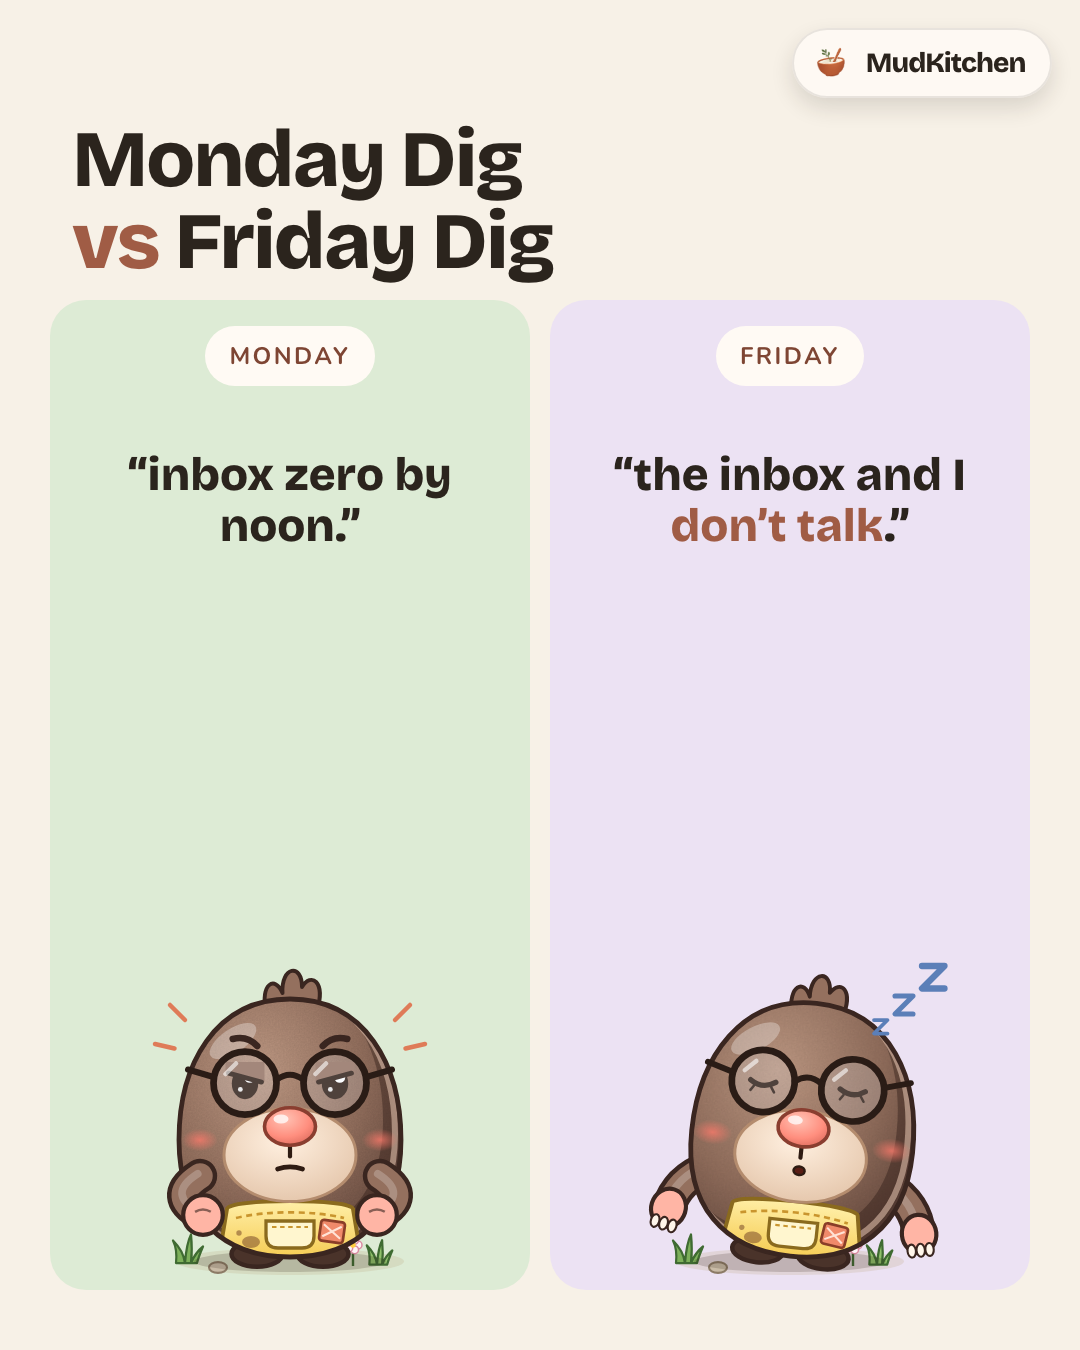 MudKitchen
Monday Dig
vs Friday Dig
MONDAY
“inbox zero by
noon.”
FRIDAY
“the inbox and I
don’t talk.”
z z z